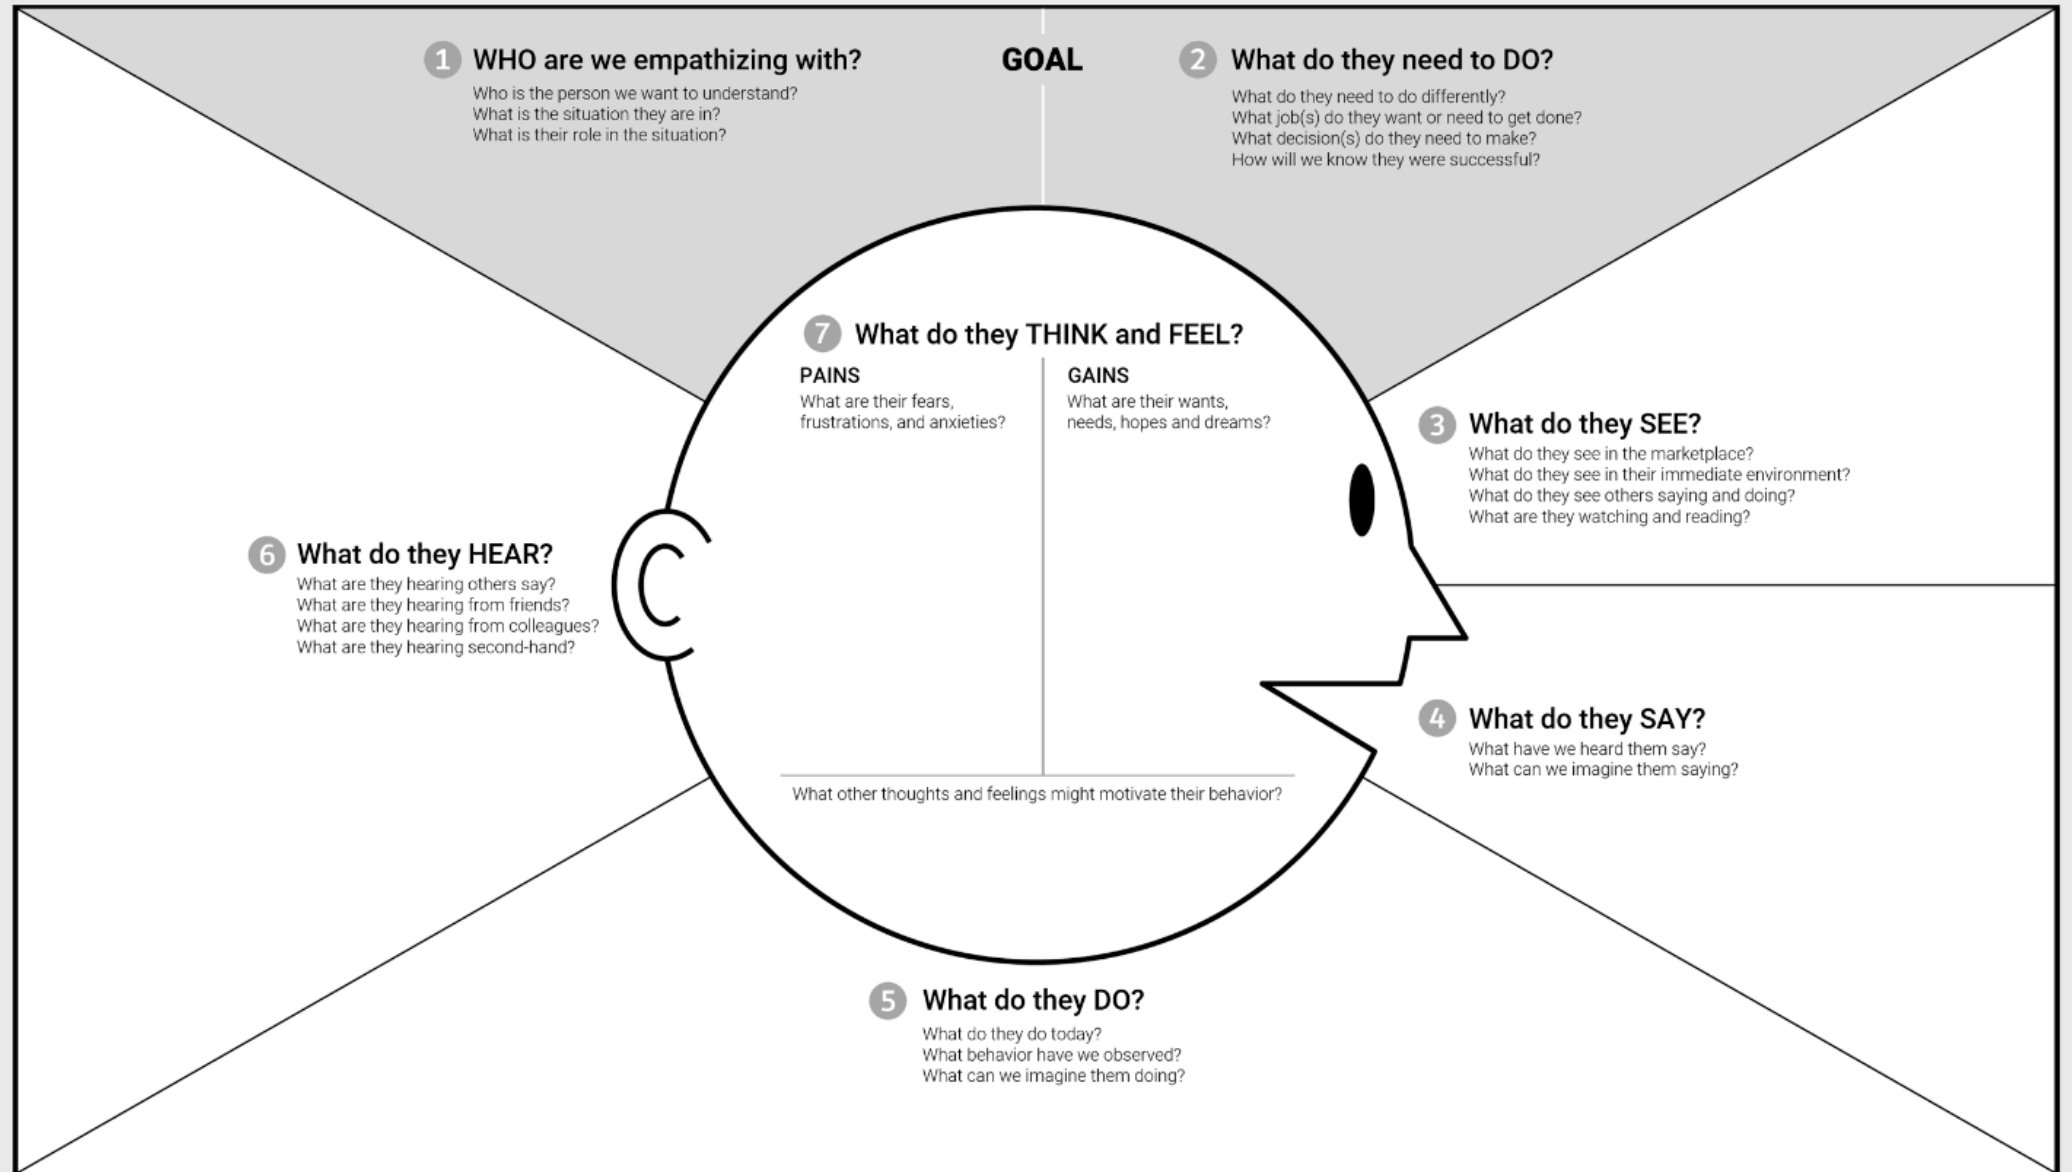 1 WHO are we empathizing with?
Who is the person we want to understand?
What is the situation they are in?
What is their role in the situation?
GOAL
2 What do they need to DO?
What do they need to do differently?
What job(s) do they want or need to get done?
What decision(s) do they need to make?
How will we know they were successful?
3 What do they SEE?
What do they see in the marketplace?
What do they see in their immediate environment?
What do they see others saying and doing?
What are they watching and reading?
4 What do they SAY?
What have we heard them say?
What can we imagine them saying?
5 What do they DO?
What do they do today?
What behavior have we observed?
What can we imagine them doing?
6 What do they HEAR?
What are they hearing others say?
What are they hearing from friends?
What are they hearing from colleagues?
What are they hearing second-hand?
7 What do they THINK and FEEL?
PAINS
What are their fears,
frustrations, and anxieties?
GAINS
What are their wants,
needs, hopes and dreams?
What other thoughts and feelings might motivate their behavior?